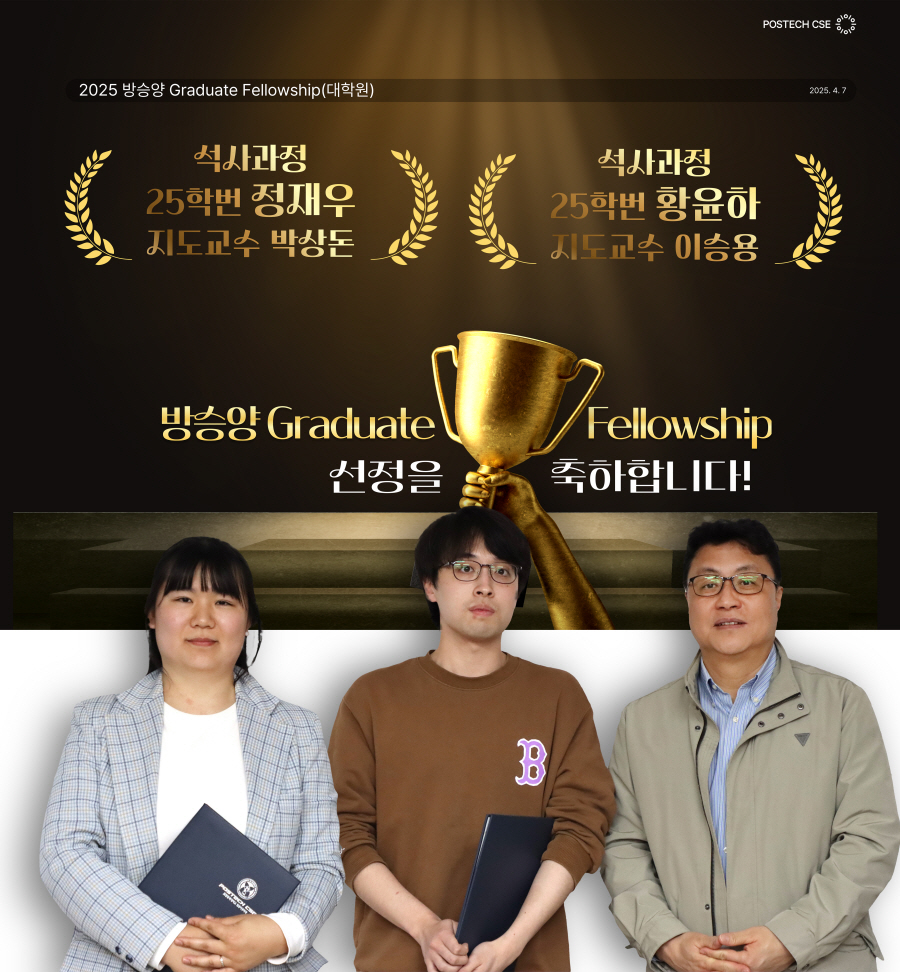 POSTECH CSE
2025 방승양 Graduate Fellowship(대학원)
2025. 4. 7
석사과정
25학번 정재우
지도교수 박상돈
석사과정
25학번 황윤하
지도교수 이승용
방승양 Graduate Fellowship
선정을 축하합니다!
B
POSTECH CSE